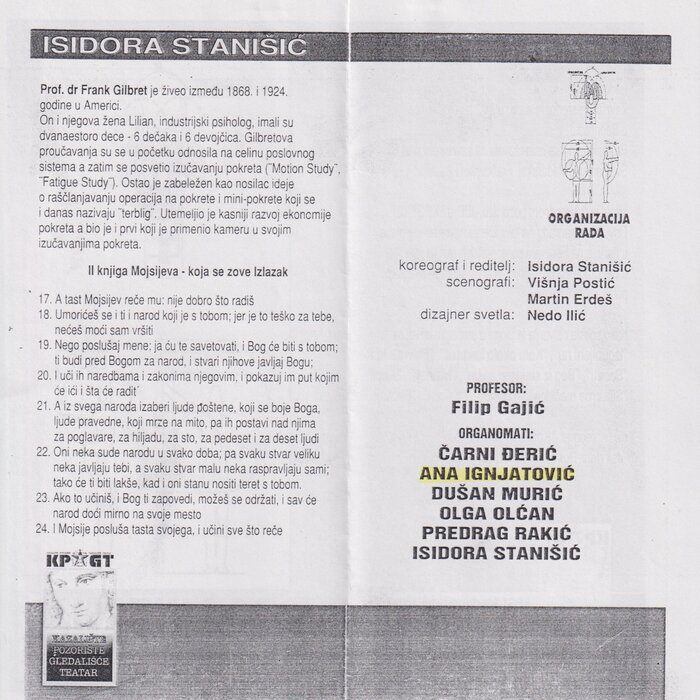 ISIDORA STANIŠIĆ
Prof. dr Frank Gilbret je živeo između 1868. i 1924.
godine u Americi.
On i njegova žena Lilian, industrijski psiholog, imali su
dvanaestoro dece - 6 dečaka i 6 devojčica. Gilbretova
proučavanja su se u početku odnosila na celinu poslovnog
sistema a zatim se posvetio izučavanju pokreta (¨Motion Study¨,
¨Fatigue Study¨). Ostao je zabeležen kao nosilac ideje
o raščlanjavanju operacija na pokrete i mini-pokrete koji se
i danas nazivaju ¨terblig¨. Utemeljio je kasniji razvoj ekonomije
pokreta a bio je i prvi koji je primenio kameru u svojim
izučavanjima pokreta.
II knjiga Mojsijeva - koja se zove Izlazak
17. A tast Mojsijev reče mu: nije dobro što radiš
18. Umorićeš se i ti i narod koji je s tobom; jer je to teško za tebe,
nećeš moći sam vršiti
19. Nego poslušaj mene: ja ću te savetovati, i Bog će biti s tobom;
ti budi pred Bogom za narod, i stvari njihove javljaj Bogu;
20. I uči ih naredbama i zakonima njegovim, i pokazuj im put kojim
će ići i šta će radit´
21. A iz svega naroda izaberi ljude poštene, koji se boje Boga,
ljude pravedne, koji mrze na mito, pa ih postavi nad njima
za poglavare, za hiljadu, za sto, za pedeset i za deset ljudi
22. Oni neka sude narodu u svako doba; pa svaku stvar veliku
neka javljaju tebi, a svaku stvar malu neka raspravljaju sami;
tako će ti biti lakše, kad i oni stanu nositi teret s tobom.
23. Ako to učiniš, i Bog ti zapovedi, možeš se održati, i sav će
narod doći mirno na svoje mesto
24. I Mojsije posluša tasta svojega, i učini sve što reče
KPGT
KAZALIŠTE
POZORIŠTE
GLEDALIŠČE
TEATAR
ORGANIZACIJA
RADA
koreograf i reditelj: Isidora Stanišić
scenografi: Višnja Postić
Martin Erdeš
dizajner svetla: Nedo Ilić
PROFESOR:
Filip Gajić
ORGANOMATI:
ČARNI ĐERIĆ
ANA IGNJATOVIĆ
DUŠAN MURIĆ
OLGA OLĆAN
PREDRAG RAKIĆ
ISIDORA STANIŠIĆ